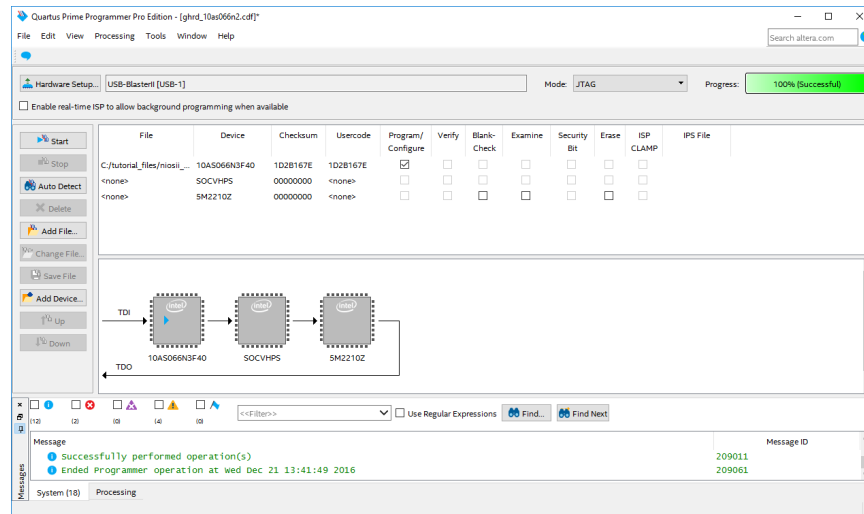 Quartus Prime Programmer Pro Edition - [ghrd_10as066n2.cdf]*
File Edit View Processing Tools Window Help
Search altera.com
Hardware Setup... USB-BlasterII [USB-1] Mode: JTAG Progress: 100% (Successful)
Enable real-time ISP to allow background programming when available
File Device Checksum Usercode Program/ Configure Verify Blank- Check Examine Security Bit Erase ISP CLAMP IPS File
C:/tutorial_files/niosii_... 10AS066N3F40 1D2B167E 1D2B167E
<none> SOCVHPS 00000000 <none>
<none> 5M2210Z 00000000 <none>
Start
Stop
Auto Detect
Delete
Add File...
Change File...
Save File
Add Device...
Up
Down
TDI
intel intel intel
10AS066N3F40 SOCVHPS 5M2210Z
TDO
(12) (2) (0) (4) (0)
<<Filter>> Use Regular Expressions Find... Find Next
Message Message ID
Successfully performed operation(s) 209011
Ended Programmer operation at Wed Dec 21 13:41:49 2016 209061
Messages
System (18) Processing